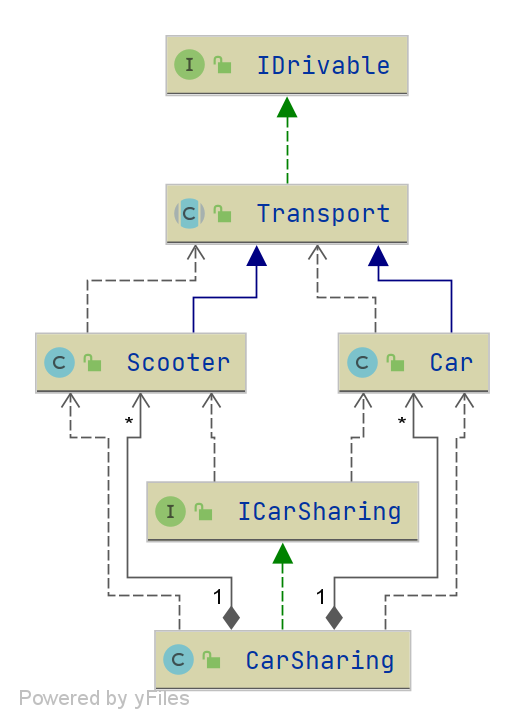 I IDrivable
C Transport
C Scooter
C Car
* *
I ICarSharing
1 1
C CarSharing
Powered by yFiles